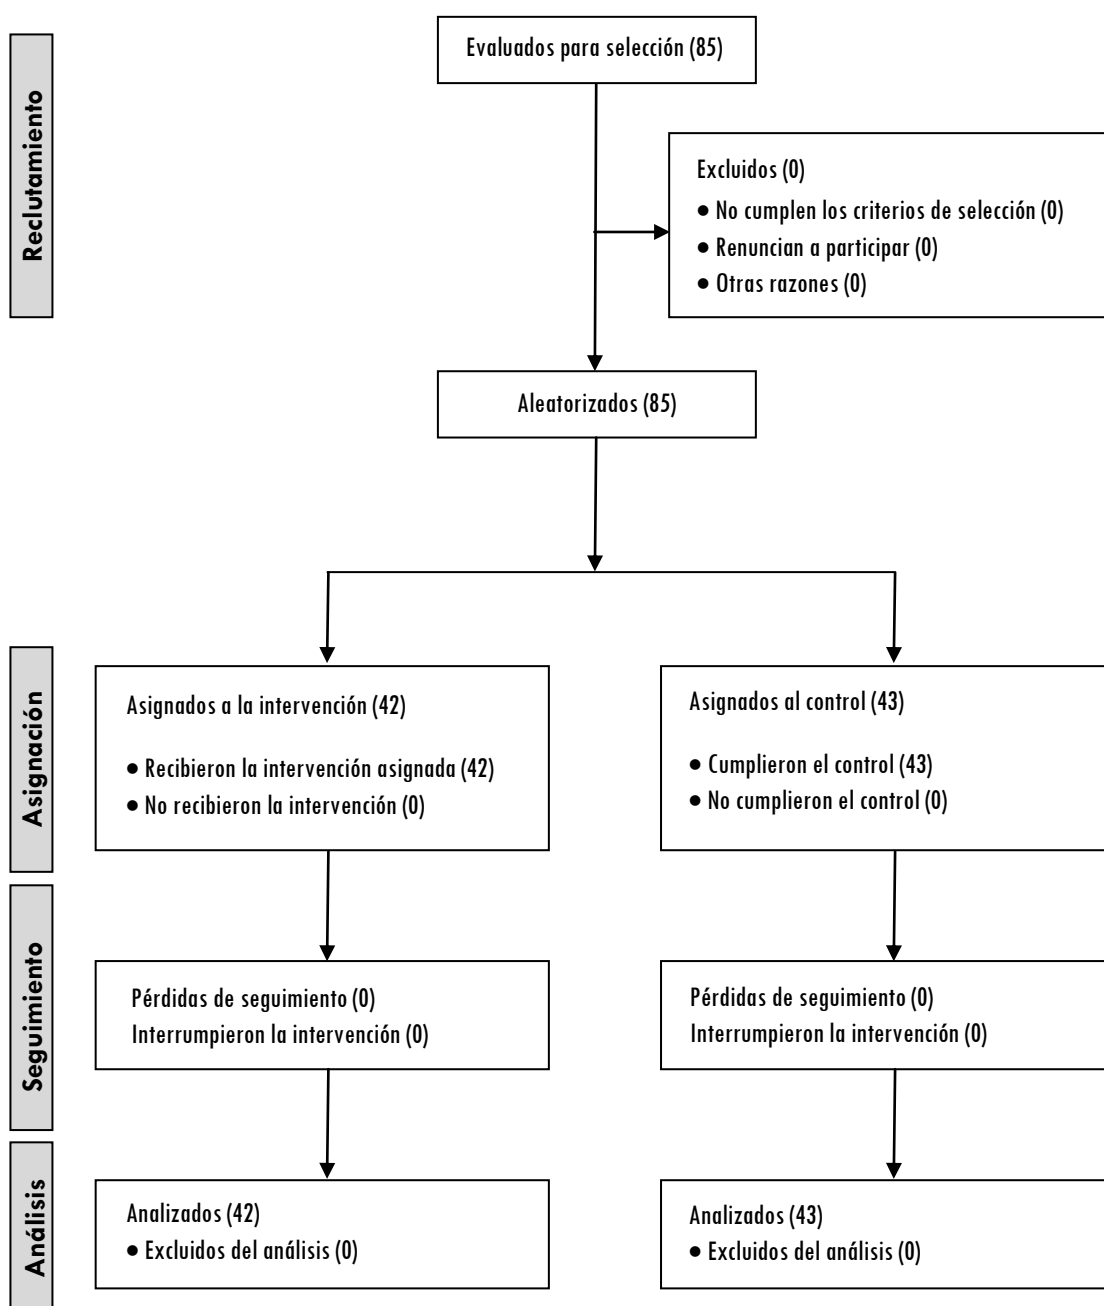 Reclutamiento
Evaluados para selección (85)
Excluidos (0)
● No cumplen los criterios de selección (0)
● Renuncian a participar (0)
● Otras razones (0)
Aleatorizados (85)
Asignación
Asignados a la intervención (42)
● Recibieron la intervención asignada (42)
● No recibieron la intervención (0)
Asignados al control (43)
● Cumplieron el control (43)
● No cumplieron el control (0)
Seguimiento
Pérdidas de seguimiento (0)
Interrumpieron la intervención (0)
Pérdidas de seguimiento (0)
Interrumpieron la intervención (0)
Análisis
Analizados (42)
● Excluidos del análisis (0)
Analizados (43)
● Excluidos del análisis (0)